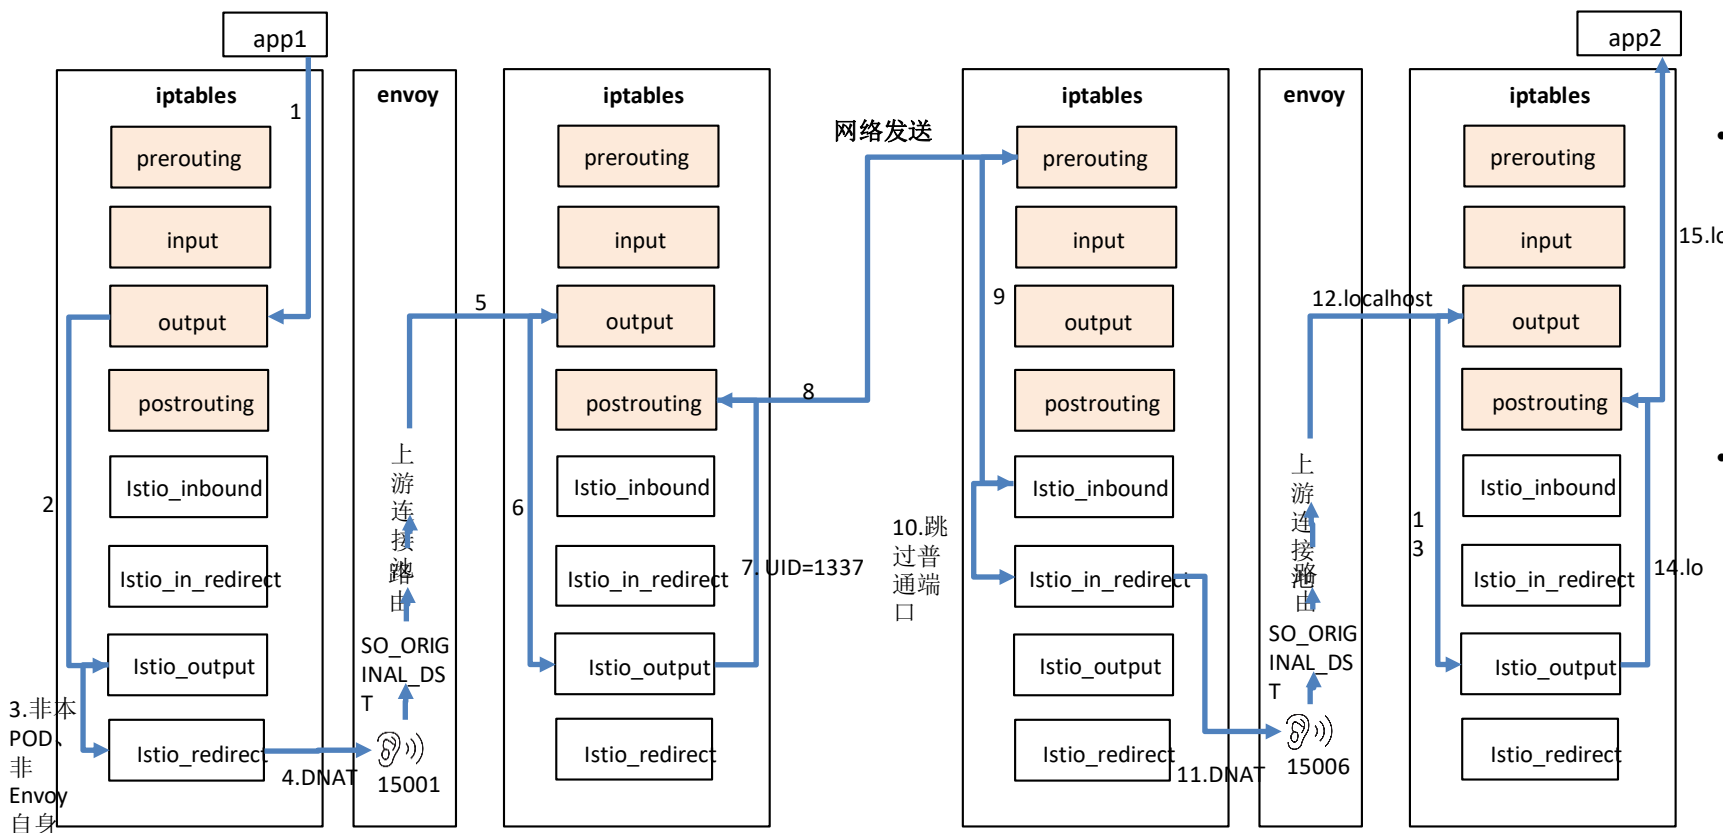 app1
app2
iptables
envoy
iptables
iptables
envoy
iptables
1
网络发送
prerouting
prerouting
prerouting
prerouting
input
input
input
input
15.lo
output
5
output
9
output
12.localhost
output
postrouting
postrouting
8
postrouting
postrouting
上游连接池
上游连接池
路由
路由
2
Istio_inbound
6
Istio_inbound
Istio_inbound
Istio_inbound
10.跳
过普
通端
口
1
3
Istio_in_redirect
Istio_in_redirect
7. UID=1337
Istio_in_redirect
Istio_in_redirect
14.lo
SO_ORIG
INAL_DS
T
SO_ORIG
INAL_DS
T
Istio_output
Istio_output
Istio_output
Istio_output
3.非本
POD、
非
Envoy
自身
Istio_redirect
Istio_redirect
Istio_redirect
Istio_redirect
4.DNAT
15001
11.DNAT
15006